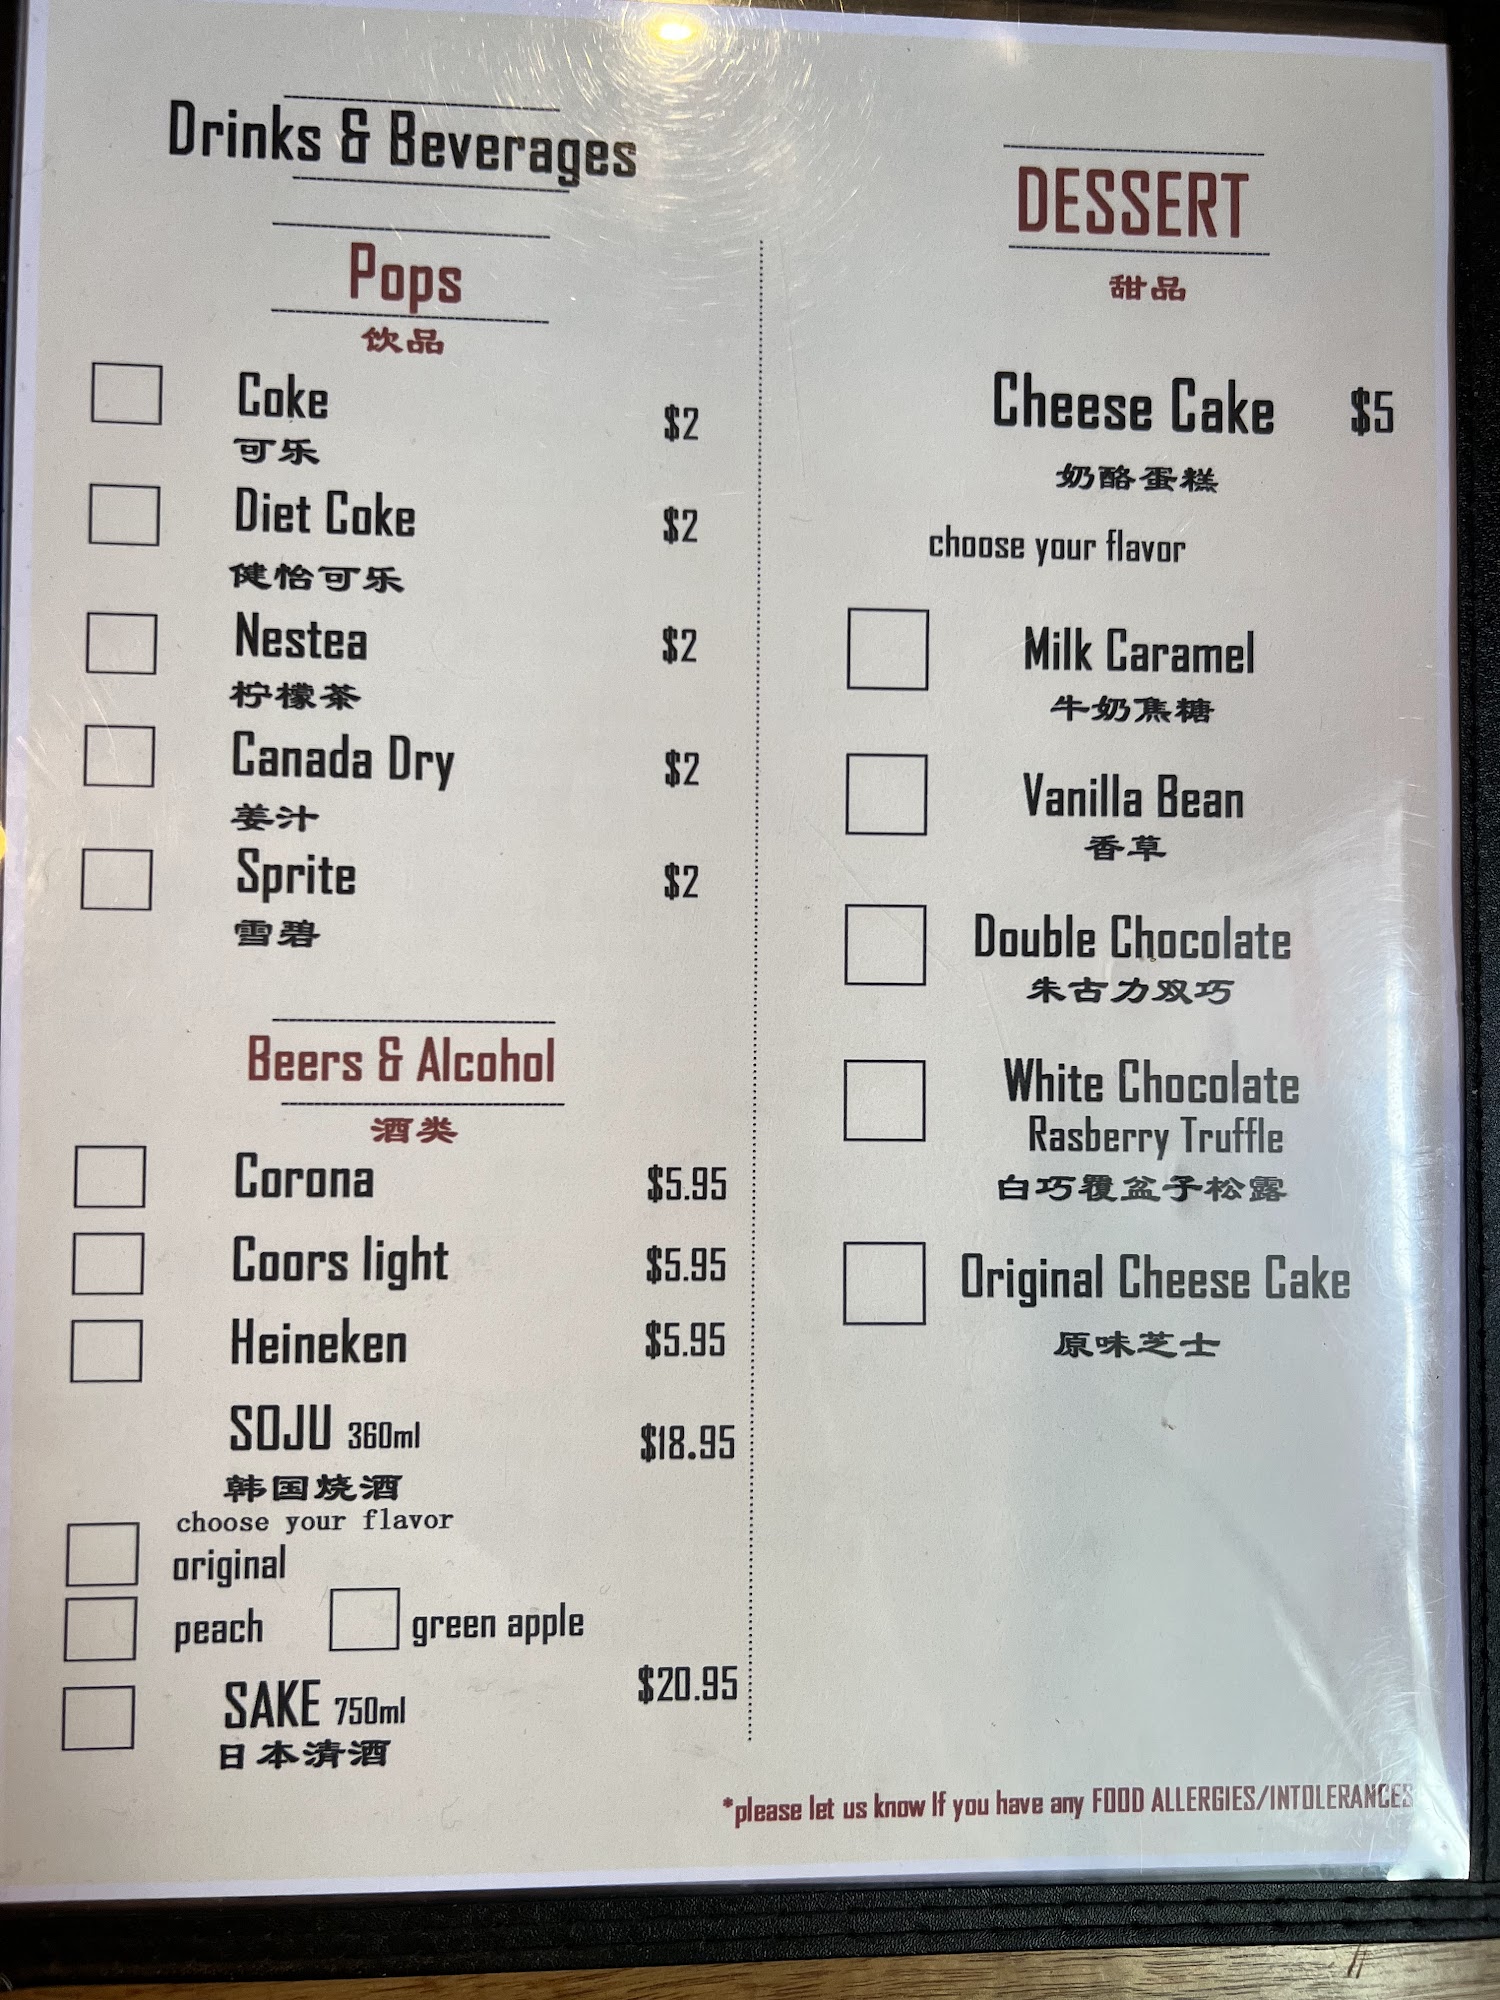 Drinks & Beverages
Pops
饮品
Coke $2
可乐
Diet Coke $2
健怡可乐
Nestea $2
柠檬茶
Canada Dry $2
姜汁
Sprite $2
雪碧
Beers & Alcohol
酒类
Corona $5.95
Coors light $5.95
Heineken $5.95
SOJU 360ml $18.95
韩国烧酒
choose your flavor
original
peach green apple
SAKE 750ml $20.95
日本清酒
DESSERT
甜品
Cheese Cake $5
奶酪蛋糕
choose your flavor
Milk Caramel
牛奶焦糖
Vanilla Bean
香草
Double Chocolate
朱古力双巧
White Chocolate
Rasberry Truffle
白巧覆盆子松露
Original Cheese Cake
原味芝士
*please let us know If you have any FOOD ALLERGIES/INTOLERANCES